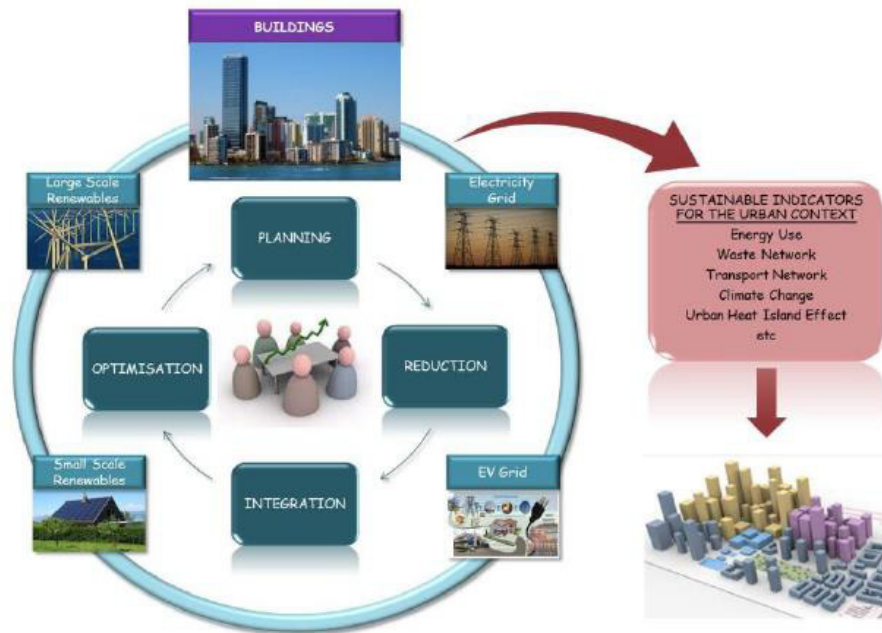 BUILDINGS
Large Scale
Renewables
Electricity
Grid
PLANNING
OPTIMISATION
REDUCTION
INTEGRATION
Small Scale
Renewables
EV Grid
SUSTAINABLE INDICATORS
FOR THE URBAN CONTEXT
Energy Use
Waste Network
Transport Network
Climate Change
Urban Heat Island Effect
etc